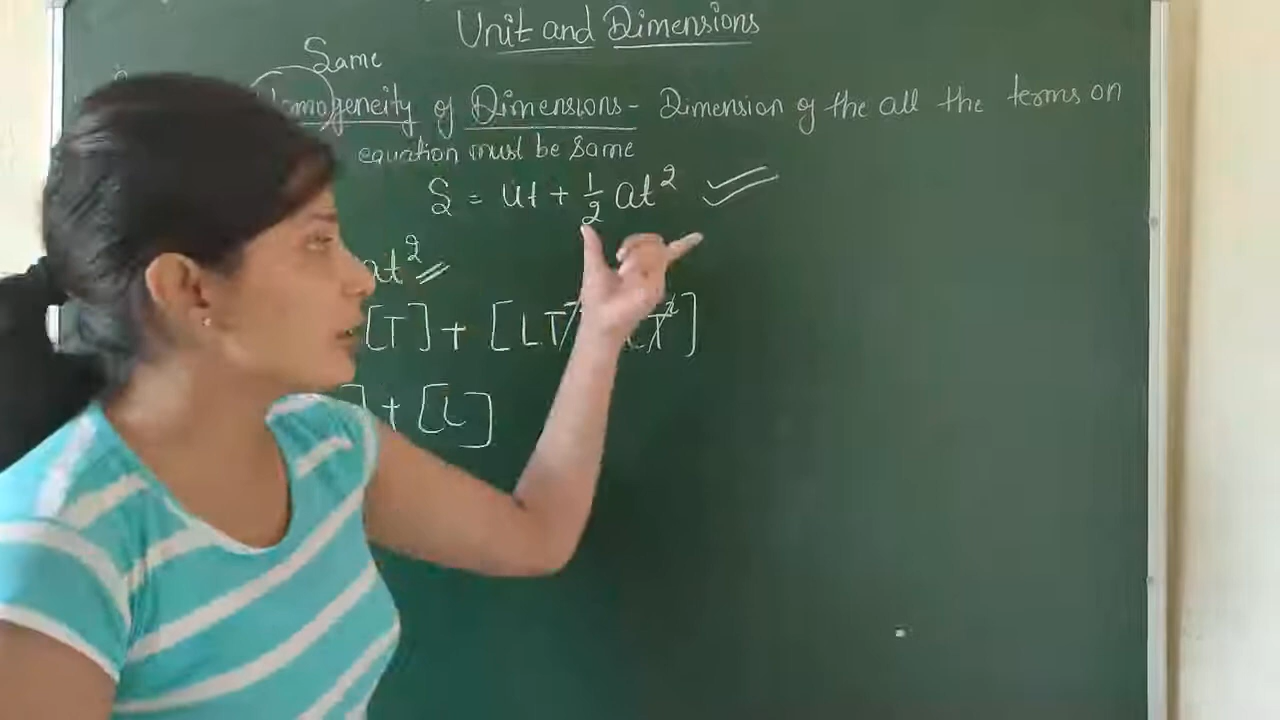 Unit and Dimensions
Same
Homogeneity of Dimensions - Dimension of the all the terms on
equation must be same
S = ut + 1/2 at²
at²
[T] + [LT T²]
] + [L]